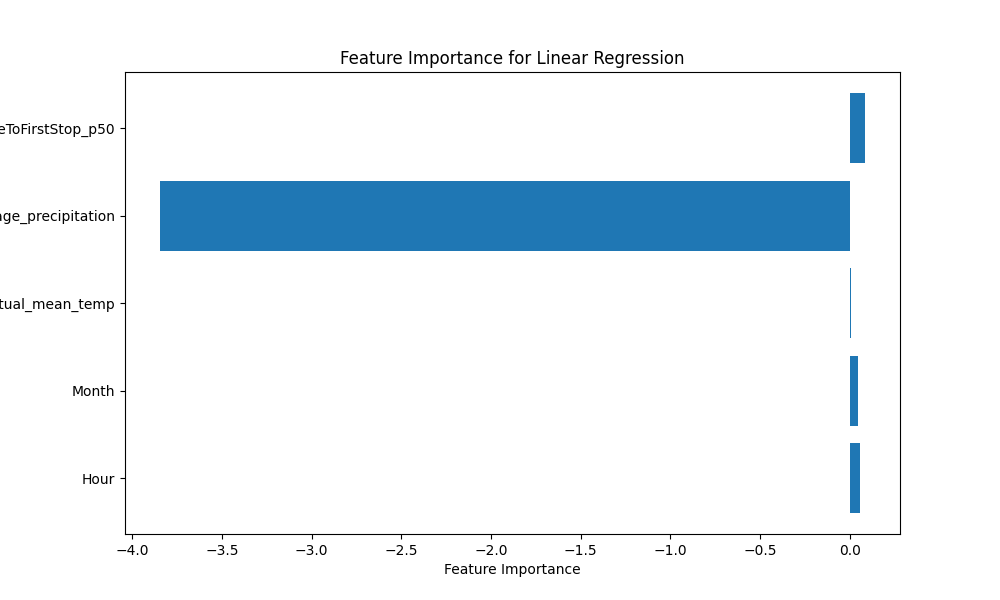 Feature Importance for Linear Regression
eToFirstStop_p50
age_precipitation
tual_mean_temp
Month
Hour
−4.0 −3.5 −3.0 −2.5 −2.0 −1.5 −1.0 −0.5 0.0
Feature Importance